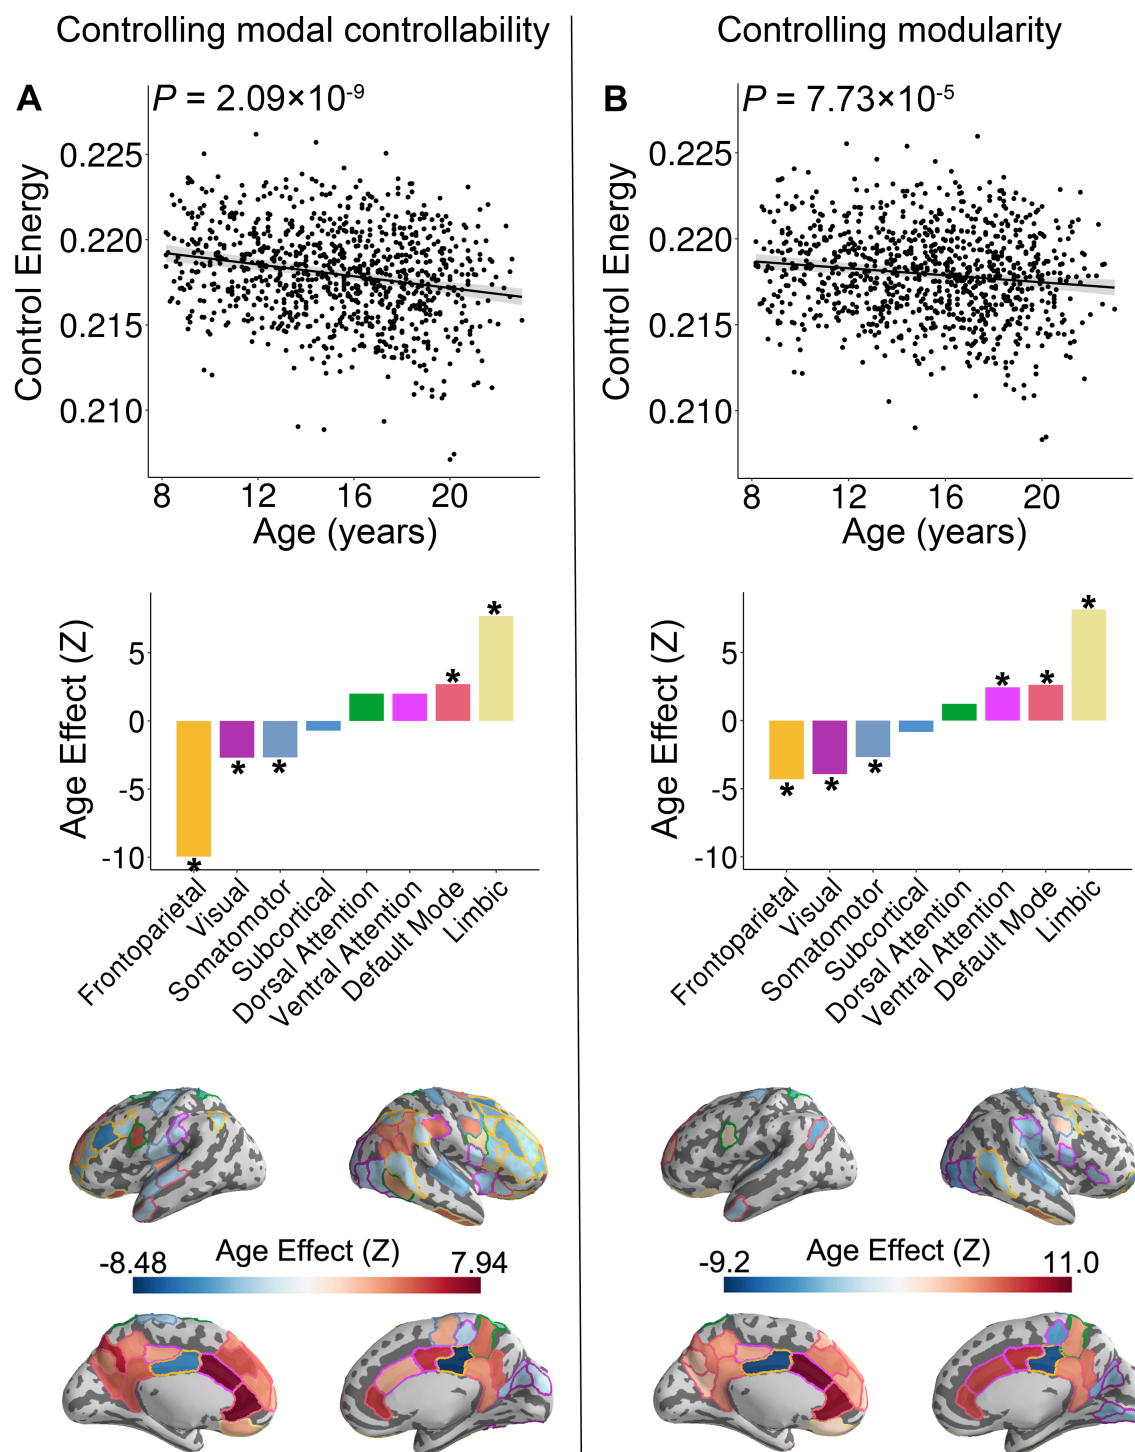 Controlling modal controllability
A
P = 2.09×10⁻⁹
Control Energy
0.225
0.220
0.215
0.210
8 12 16 20
Age (years)
Age Effect (Z)
5
0
-5
-10
* * * * *
Frontoparietal
Visual
Somatomotor
Subcortical
Dorsal Attention
Ventral Attention
Default Mode
Limbic
Age Effect (Z)
-8.48 7.94
Controlling modularity
B
P = 7.73×10⁻⁵
Control Energy
0.225
0.220
0.215
0.210
8 12 16 20
Age (years)
Age Effect (Z)
5
0
-5
-10
* * * * * *
Frontoparietal
Visual
Somatomotor
Subcortical
Dorsal Attention
Ventral Attention
Default Mode
Limbic
Age Effect (Z)
-9.2 11.0